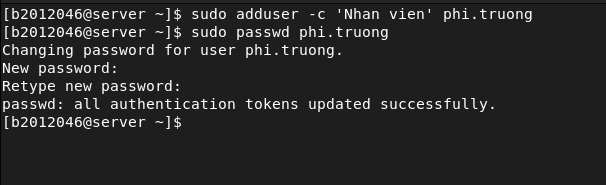 [b2012046@server ~]$ sudo adduser -c 'Nhan vien' phi.truong
[b2012046@server ~]$ sudo passwd phi.truong
Changing password for user phi.truong.
New password:
Retype new password:
passwd: all authentication tokens updated successfully.
[b2012046@server ~]$